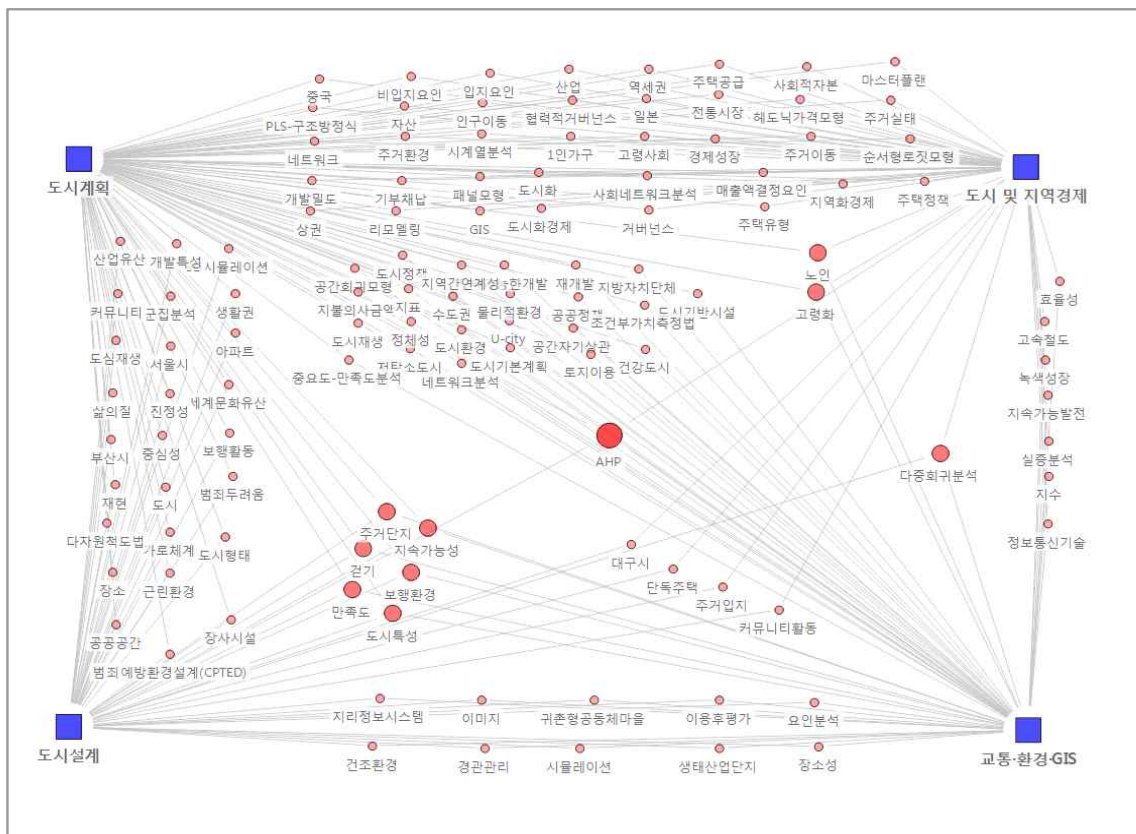 중국
비입지요인
입지요인
산업
역세권
주택공급
사회적자본
마스터플랜
PLS-구조방정식
자산
인구이동
협력적거버넌스
일본
전통시장
헤도닉가격모형
주거실태
네트워크
주거환경
시계열분석
1인가구
고령사회
경제성장
주거이동
순서형로짓모형
도시계획
도시 및 지역경제
개발밀도
기부채납
패널모형
도시화
사회네트워크분석
매출액결정요인
지역화경제
주택정책
상권
리모델링
GIS
도시화경제
거버넌스
주택유형
산업유산
개발특성
시뮬레이션
노인
공간회귀모형
도시정책
지역간연계성
한개발
재개발
지방자치단체
고령화
효율성
커뮤니티
군집분석
생활권
지불의사금액
지표
수도권
물리적환경
공공정책
조건부가치측정법
도시기반시설
고속철도
도심재생
서울시
아파트
도시재생
정체성
도시환경
U-city
공간자기상관
녹색성장
중요도-만족도분석
저탄소도시
네트워크분석
도시기본계획
토지이용
건강도시
지속가능발전
삶의질
진정성
세계문화유산
부산시
중심성
보행활동
AHP
다중회귀분석
실증분석
재현
도시
범죄두려움
지수
다자원척도법
가로체계
도시형태
주거단지
지속가능성
정보통신기술
장소
근린환경
걷기
보행환경
대구시
단독주택
주거입지
커뮤니티활동
만족도
도시특성
공공공간
장사시설
범죄예방환경설계(CPTED)
지리정보시스템
이미지
귀촌형공동체마을
이용후평가
요인분석
도시설계
교통·환경·GIS
건조환경
경관관리
시뮬레이션
생태산업단지
장소성